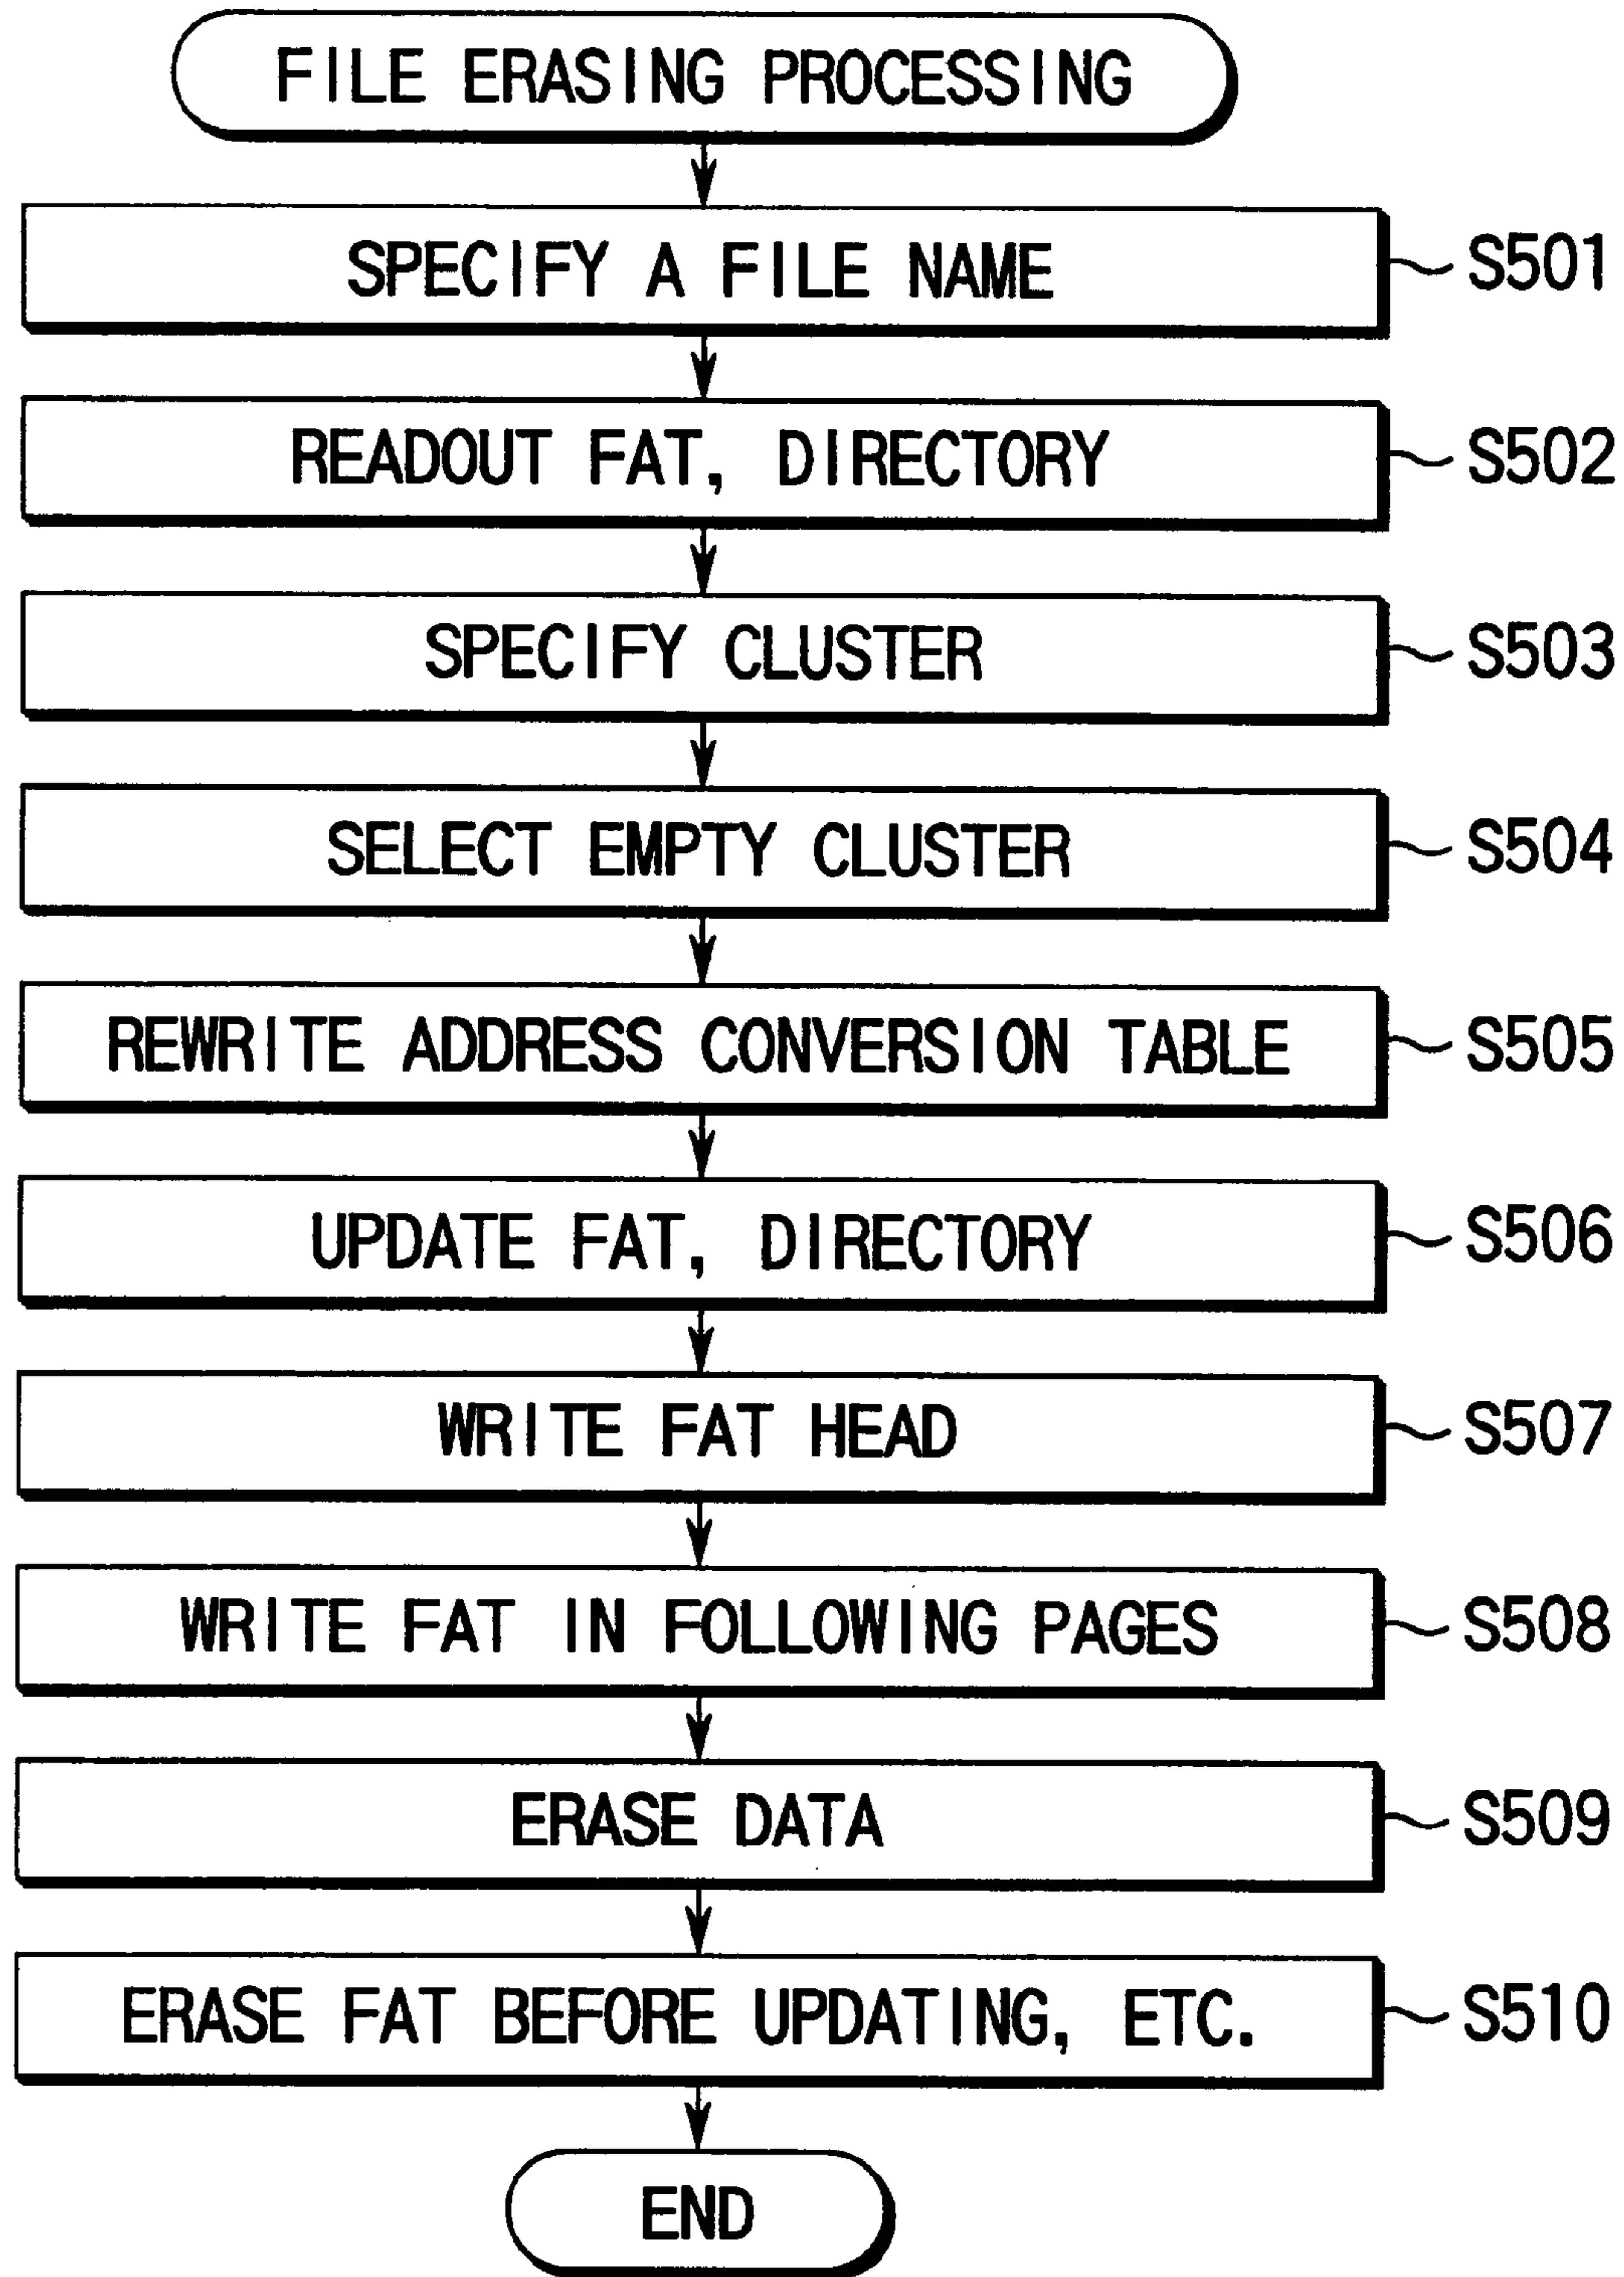 FILE ERASING PROCESSING
SPECIFY A FILE NAME S501
READOUT FAT, DIRECTORY S502
SPECIFY CLUSTER S503
SELECT EMPTY CLUSTER S504
REWRITE ADDRESS CONVERSION TABLE S505
UPDATE FAT, DIRECTORY S506
WRITE FAT HEAD S507
WRITE FAT IN FOLLOWING PAGES S508
ERASE DATA S509
ERASE FAT BEFORE UPDATING, ETC. S510
END